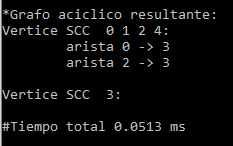 *Grafo aciclico resultante:
Vertice SCC  0 1 2 4:
        arista 0 -> 3
        arista 2 -> 3
Vertice SCC  3:
#Tiempo total 0.0513 ms